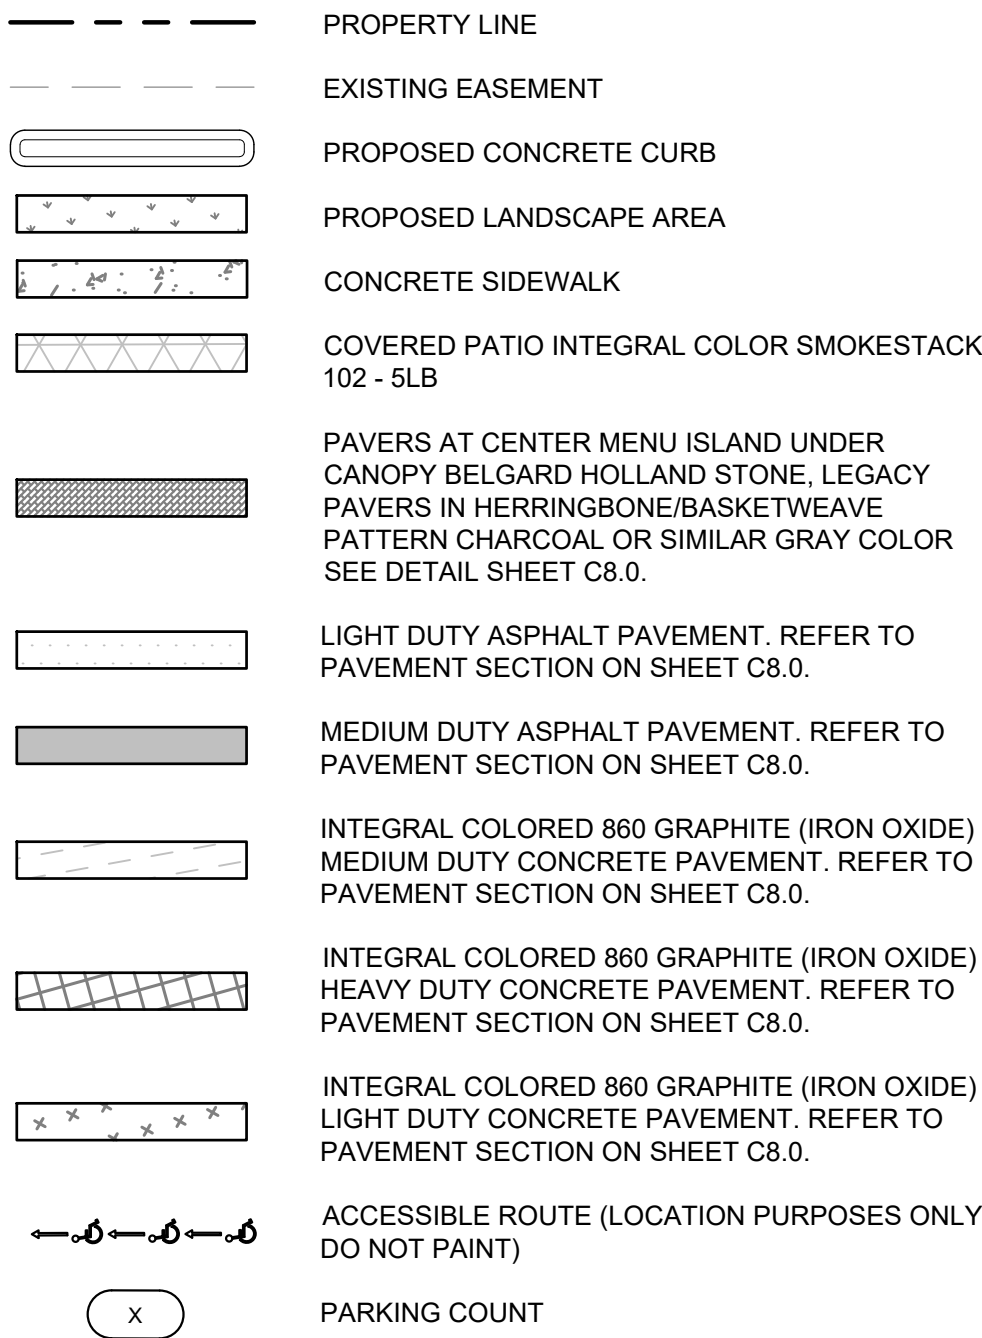 PROPERTY LINE
EXISTING EASEMENT
PROPOSED CONCRETE CURB
PROPOSED LANDSCAPE AREA
CONCRETE SIDEWALK
COVERED PATIO INTEGRAL COLOR SMOKESTACK
102 - 5LB
PAVERS AT CENTER MENU ISLAND UNDER
CANOPY BELGARD HOLLAND STONE, LEGACY
PAVERS IN HERRINGBONE/BASKETWEAVE
PATTERN CHARCOAL OR SIMILAR GRAY COLOR
SEE DETAIL SHEET C8.0.
LIGHT DUTY ASPHALT PAVEMENT. REFER TO
PAVEMENT SECTION ON SHEET C8.0.
MEDIUM DUTY ASPHALT PAVEMENT. REFER TO
PAVEMENT SECTION ON SHEET C8.0.
INTEGRAL COLORED 860 GRAPHITE (IRON OXIDE)
MEDIUM DUTY CONCRETE PAVEMENT. REFER TO
PAVEMENT SECTION ON SHEET C8.0.
INTEGRAL COLORED 860 GRAPHITE (IRON OXIDE)
HEAVY DUTY CONCRETE PAVEMENT. REFER TO
PAVEMENT SECTION ON SHEET C8.0.
INTEGRAL COLORED 860 GRAPHITE (IRON OXIDE)
LIGHT DUTY CONCRETE PAVEMENT. REFER TO
PAVEMENT SECTION ON SHEET C8.0.
ACCESSIBLE ROUTE (LOCATION PURPOSES ONLY
DO NOT PAINT)
X PARKING COUNT